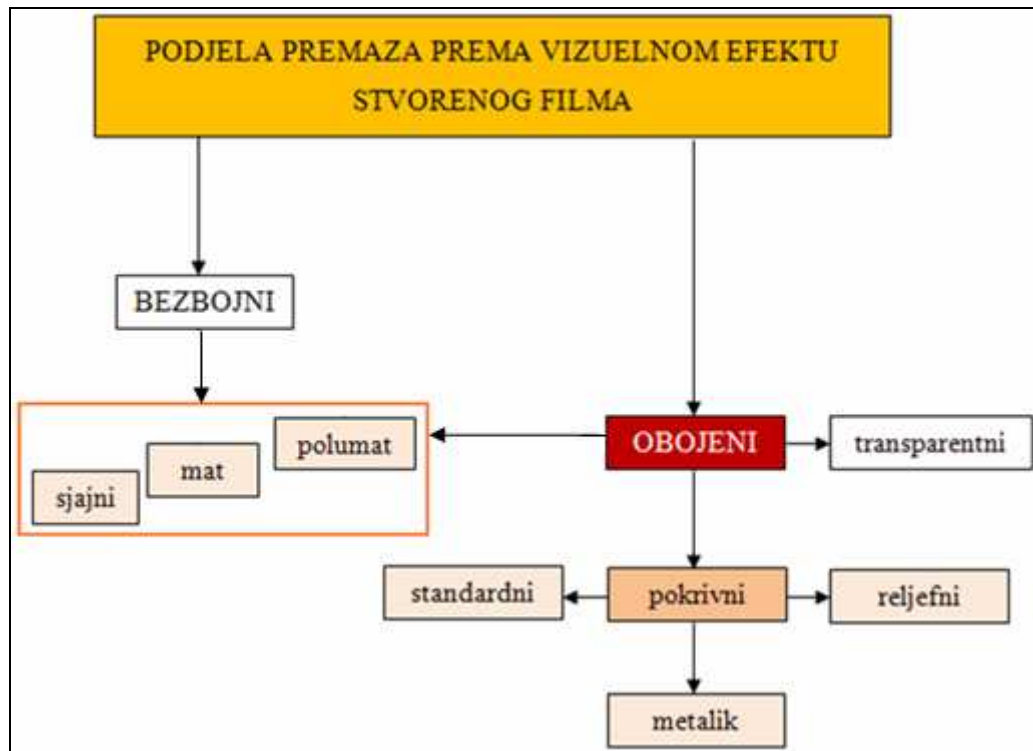 PODJELA PREMAZA PREMA VIZUELNOM EFEKTU
STVORENOG FILMA
BEZBOJNI
polumat
mat
sjajni
OBOJENI
transparentni
standardni
pokrivni
reljefni
metalik